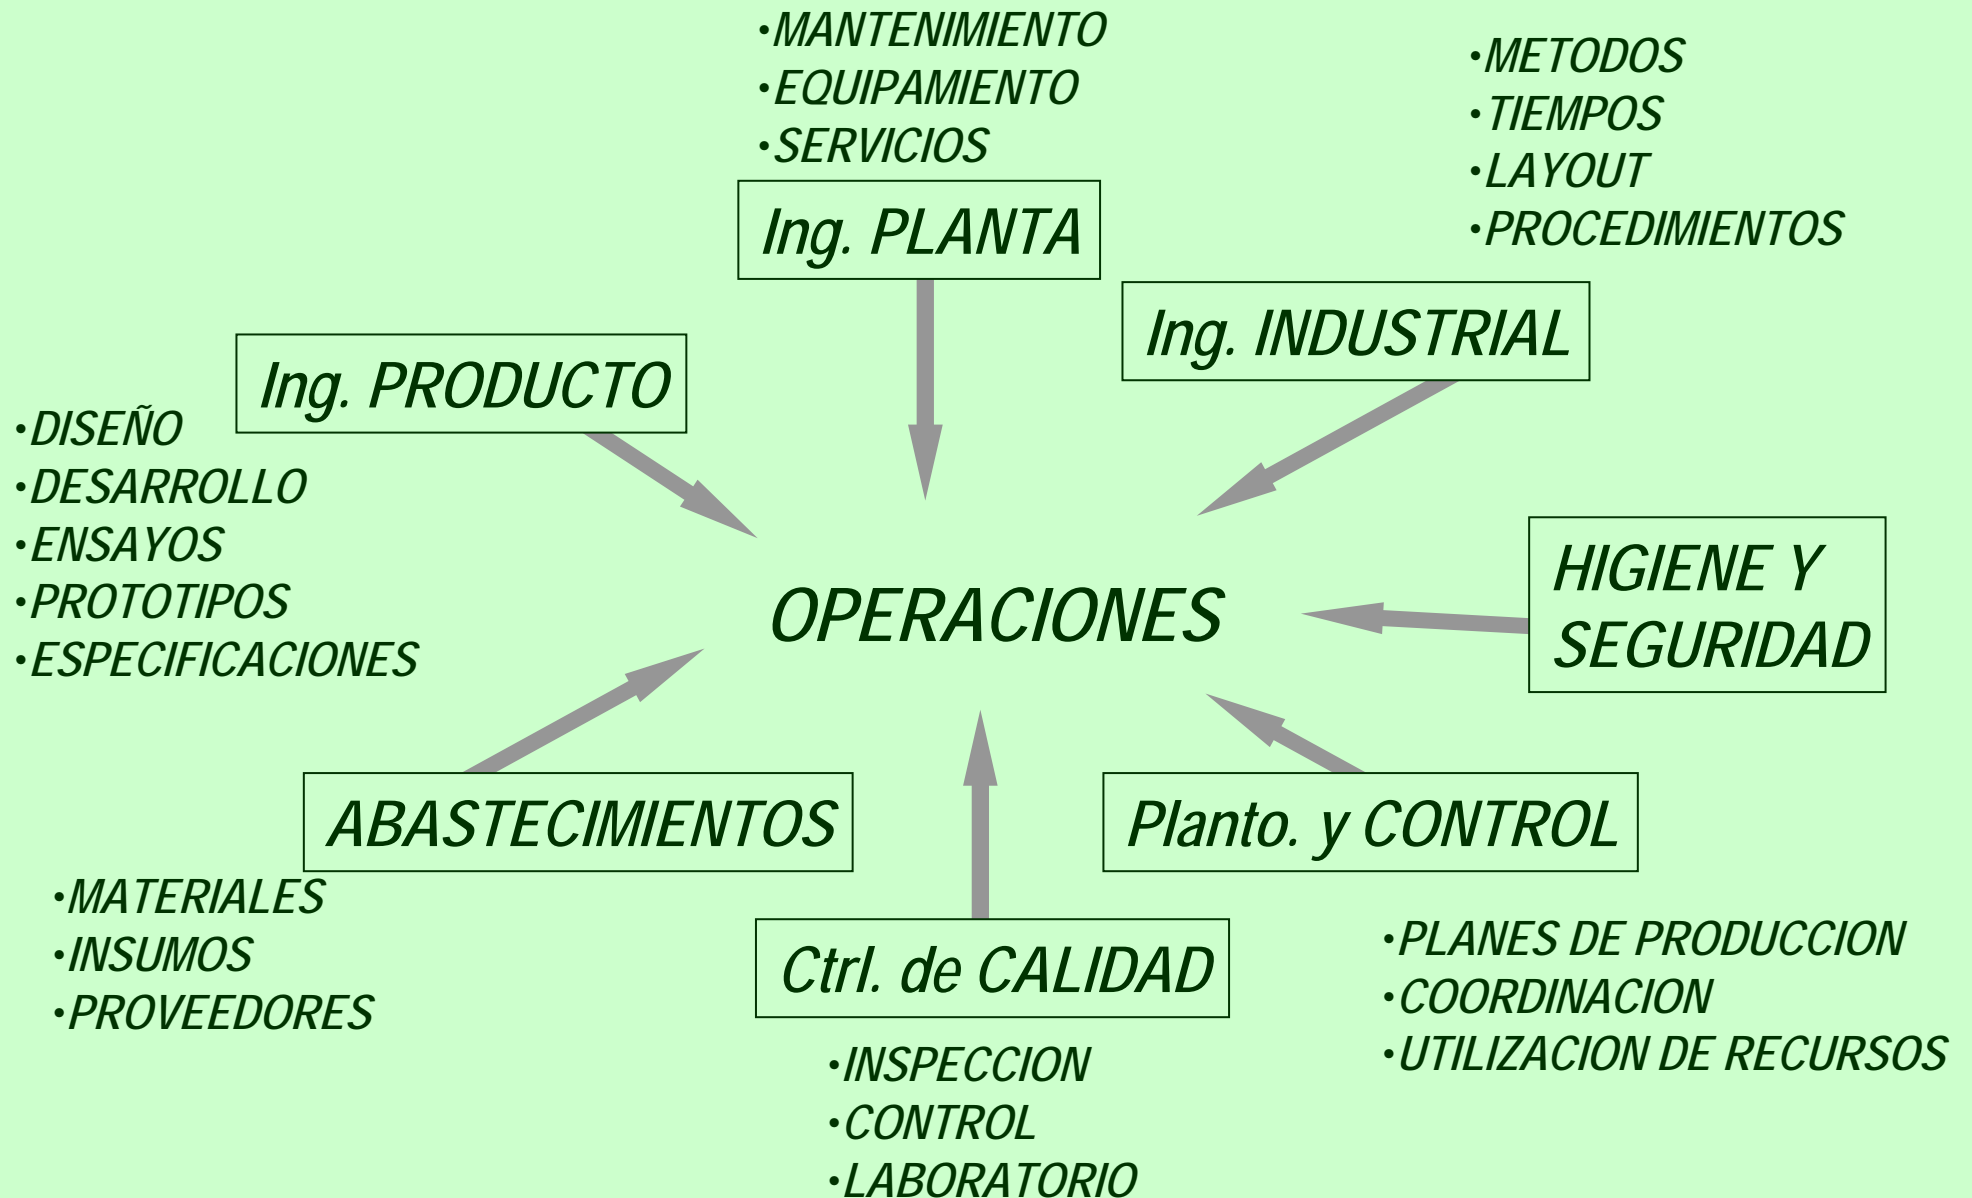 •MANTENIMIENTO
•EQUIPAMIENTO
•SERVICIOS
Ing. PLANTA
•METODOS
•TIEMPOS
•LAYOUT
•PROCEDIMIENTOS
Ing. INDUSTRIAL
Ing. PRODUCTO
•DISEÑO
•DESARROLLO
•ENSAYOS
•PROTOTIPOS
•ESPECIFICACIONES
OPERACIONES
HIGIENE Y
SEGURIDAD
ABASTECIMIENTOS
•MATERIALES
•INSUMOS
•PROVEEDORES
Ctrl. de CALIDAD
•INSPECCION
•CONTROL
•LABORATORIO
Planto. y CONTROL
•PLANES DE PRODUCCION
•COORDINACION
•UTILIZACION DE RECURSOS